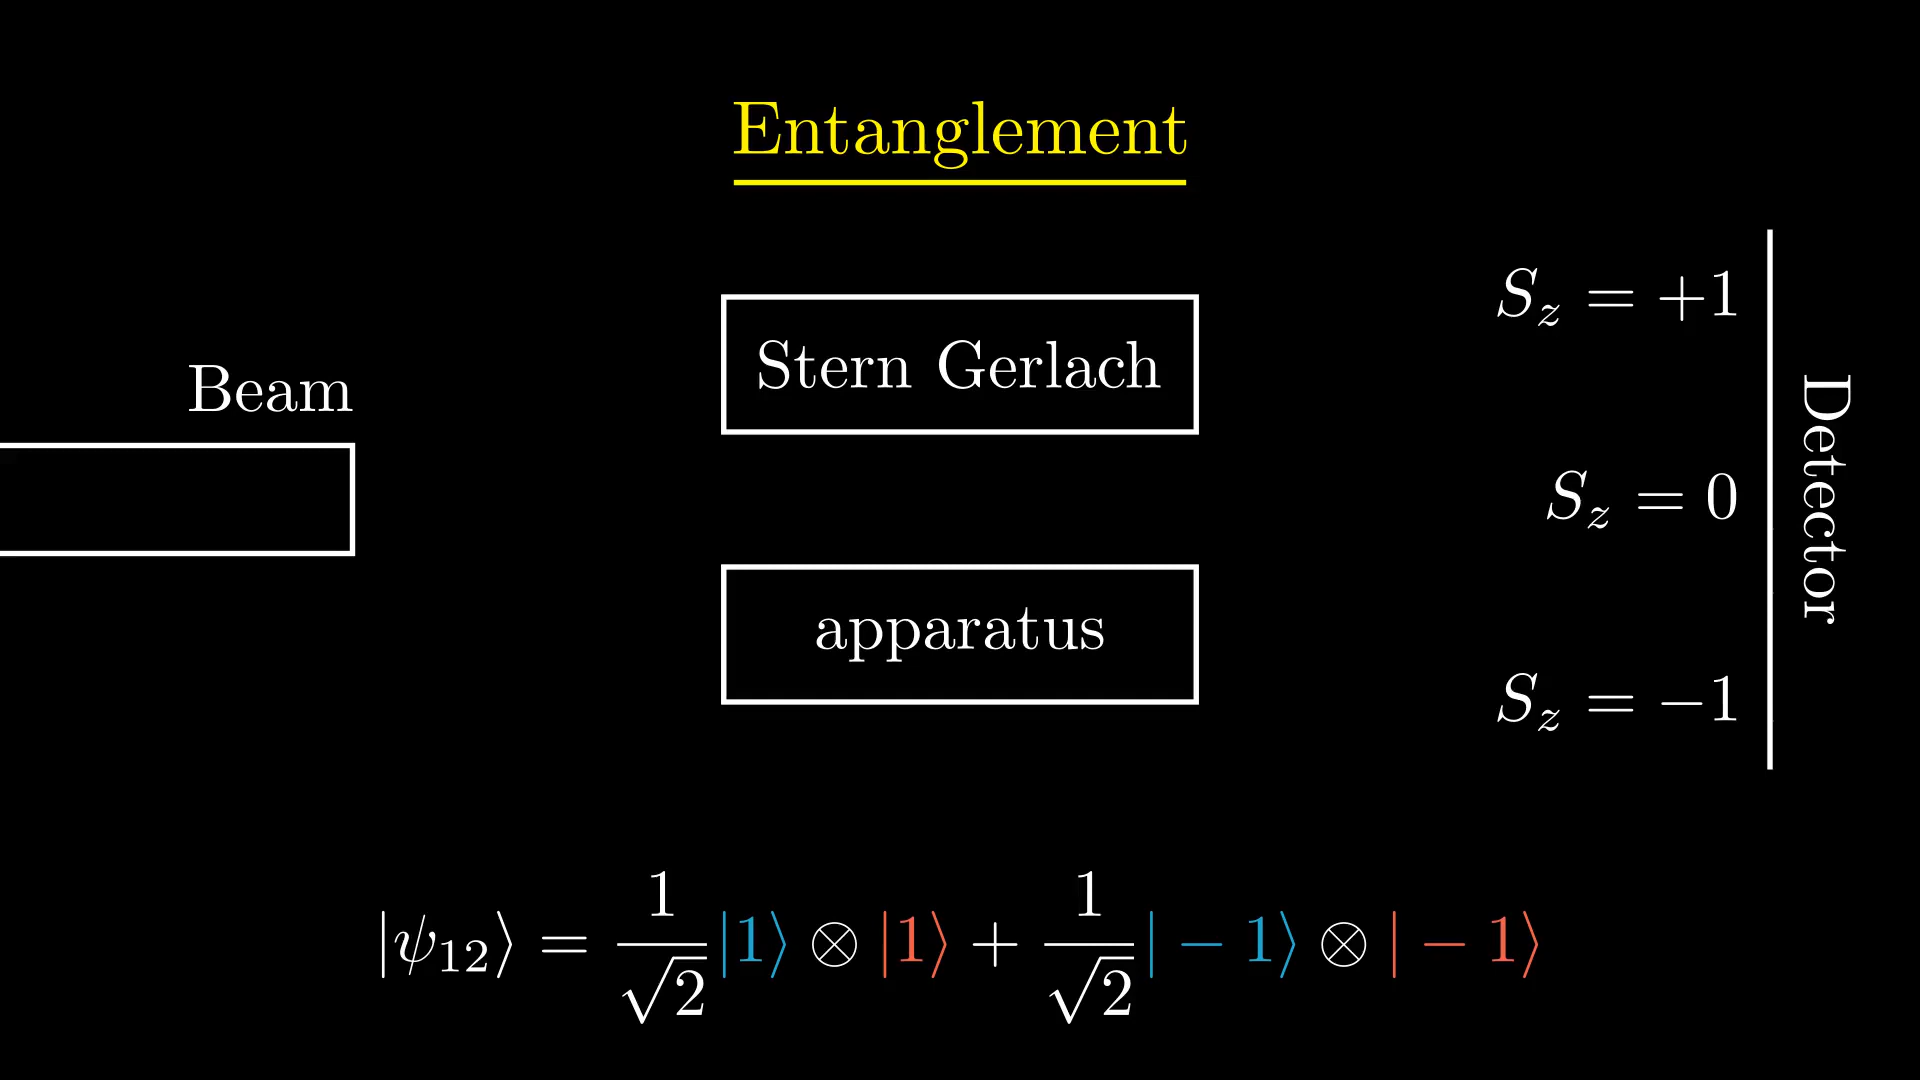 Entanglement
Beam
Stern Gerlach
apparatus
S_z = +1
S_z = 0
S_z = −1
Detector
|ψ₁₂⟩ = 1/√2 |1⟩ ⊗ |1⟩ + 1/√2 | − 1⟩ ⊗ | − 1⟩